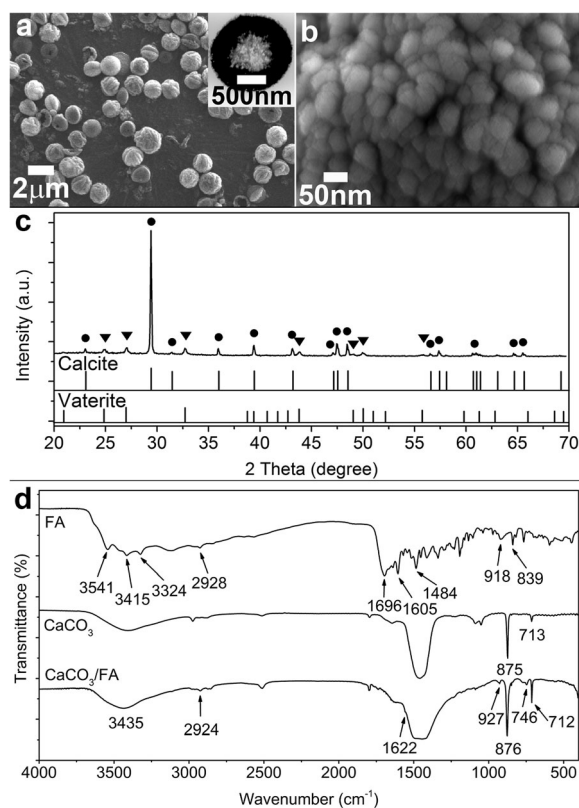 a
2μm
500nm
b
50nm
c
Intensity (a.u.)
Calcite
Vaterite
20 25 30 35 40 45 50 55 60 65 70
2 Theta (degree)
d
Transmittance (%)
FA
3541
3415
3324
2928
1696
1605
1484
918
839
CaCO₃
875
713
CaCO₃/FA
3435
2924
1622
927
876
746
712
4000 3500 3000 2500 2000 1500 1000 500
Wavenumber (cm⁻¹)